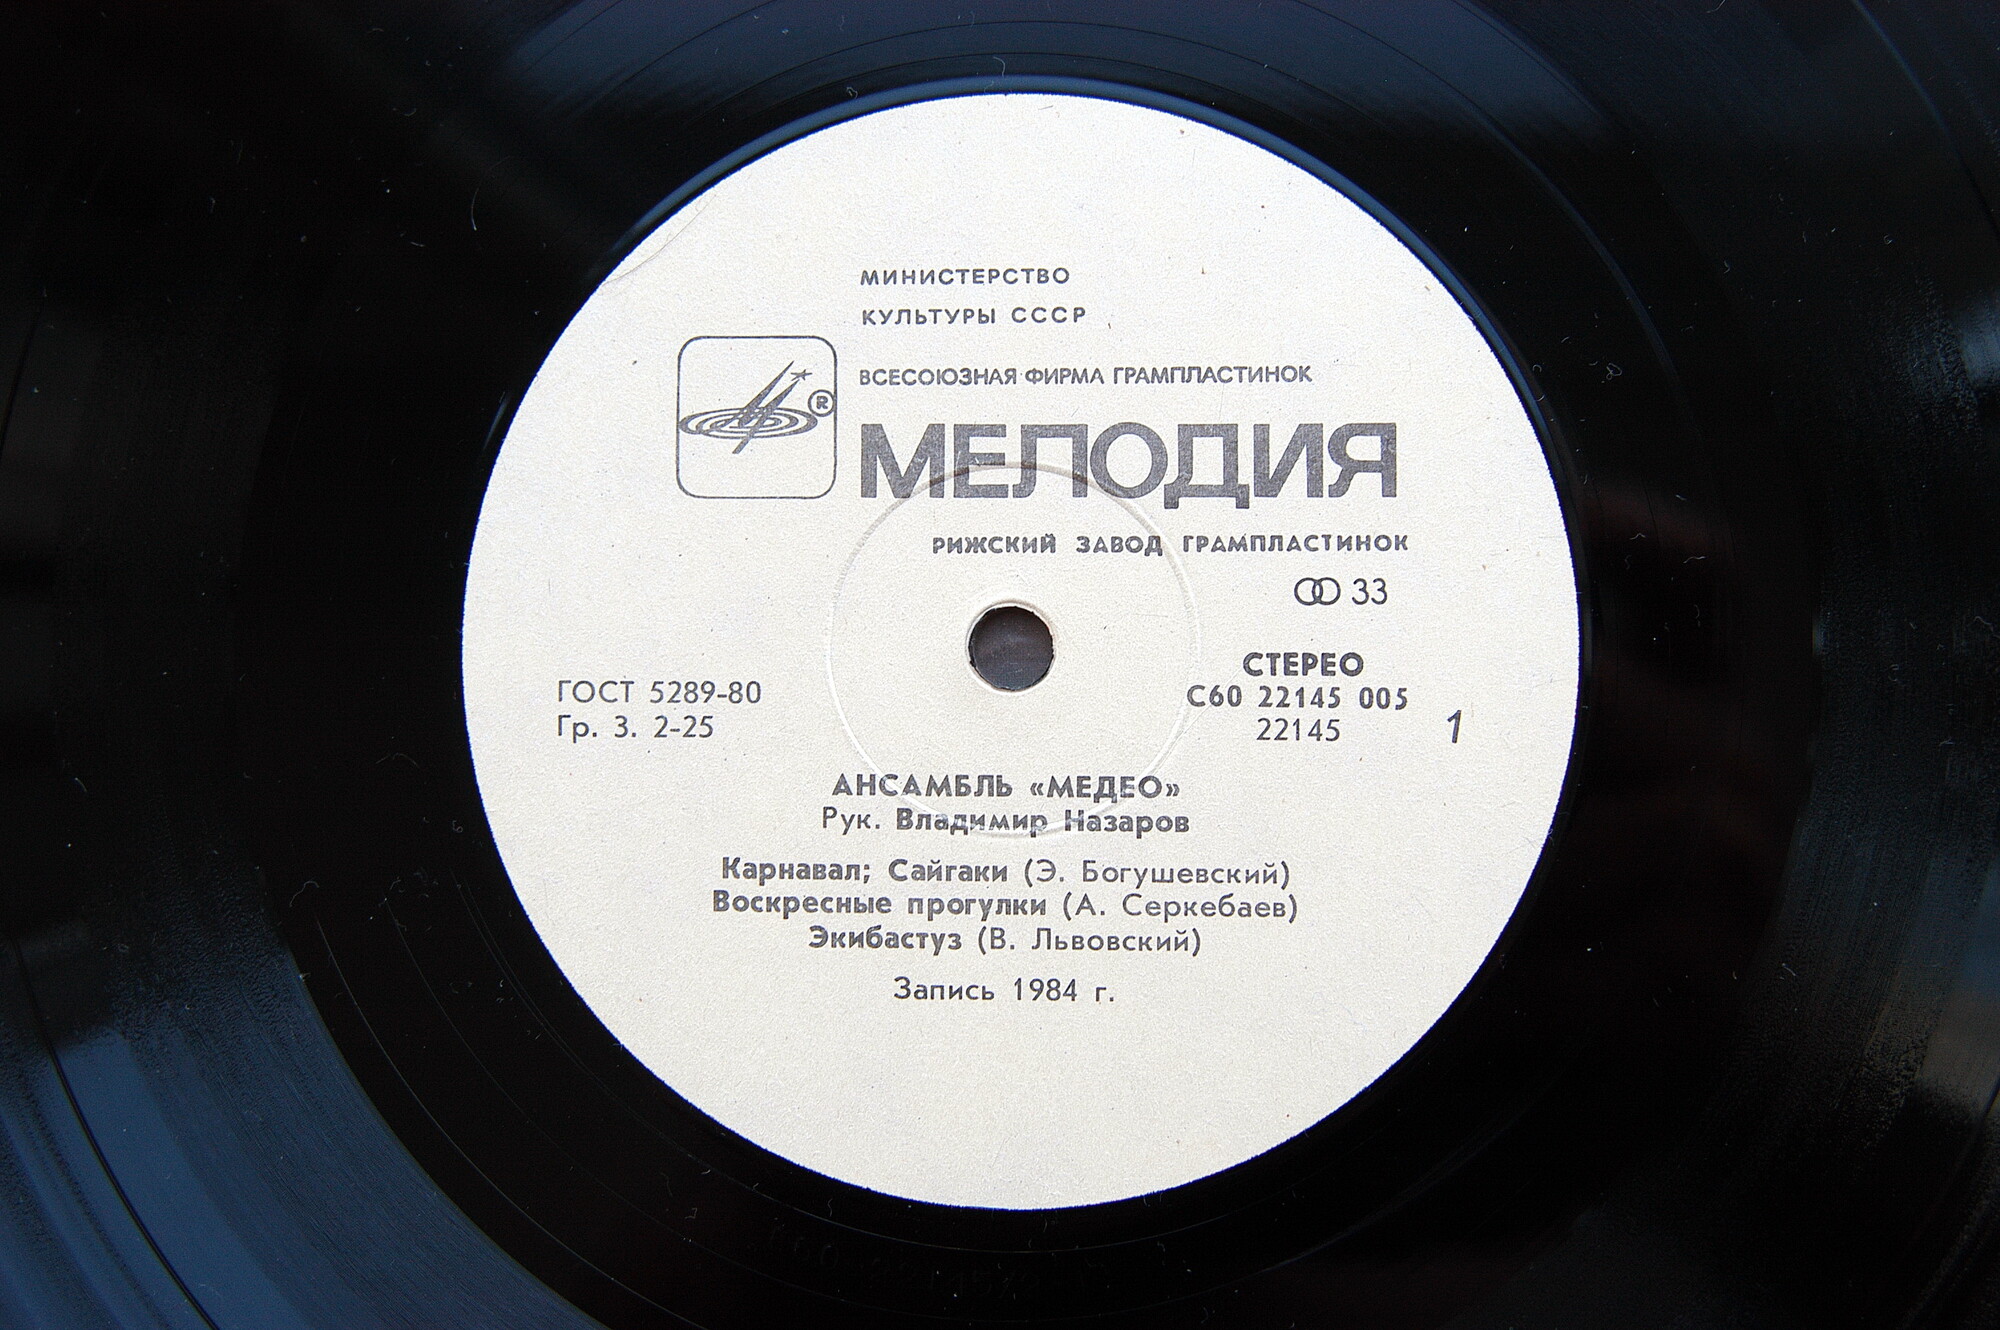 МИНИСТЕРСТВО
КУЛЬТУРЫ СССР
ВСЕСОЮЗНАЯ ФИРМА ГРАМПЛАСТИНОК
®
МЕЛОДИЯ
РИЖСКИЙ ЗАВОД ГРАМПЛАСТИНОК
33
СТЕРЕО
ГОСТ 5289-80
С60 22145 005
Гр. 3. 2-25
22145
1
АНСАМБЛЬ «МЕДЕО»
Рук. Владимир Назаров
Карнавал; Сайгаки (Э. Богушевский)
Воскресные прогулки (А. Серкебаев)
Экибастуз (В. Львовский)
Запись 1984 г.